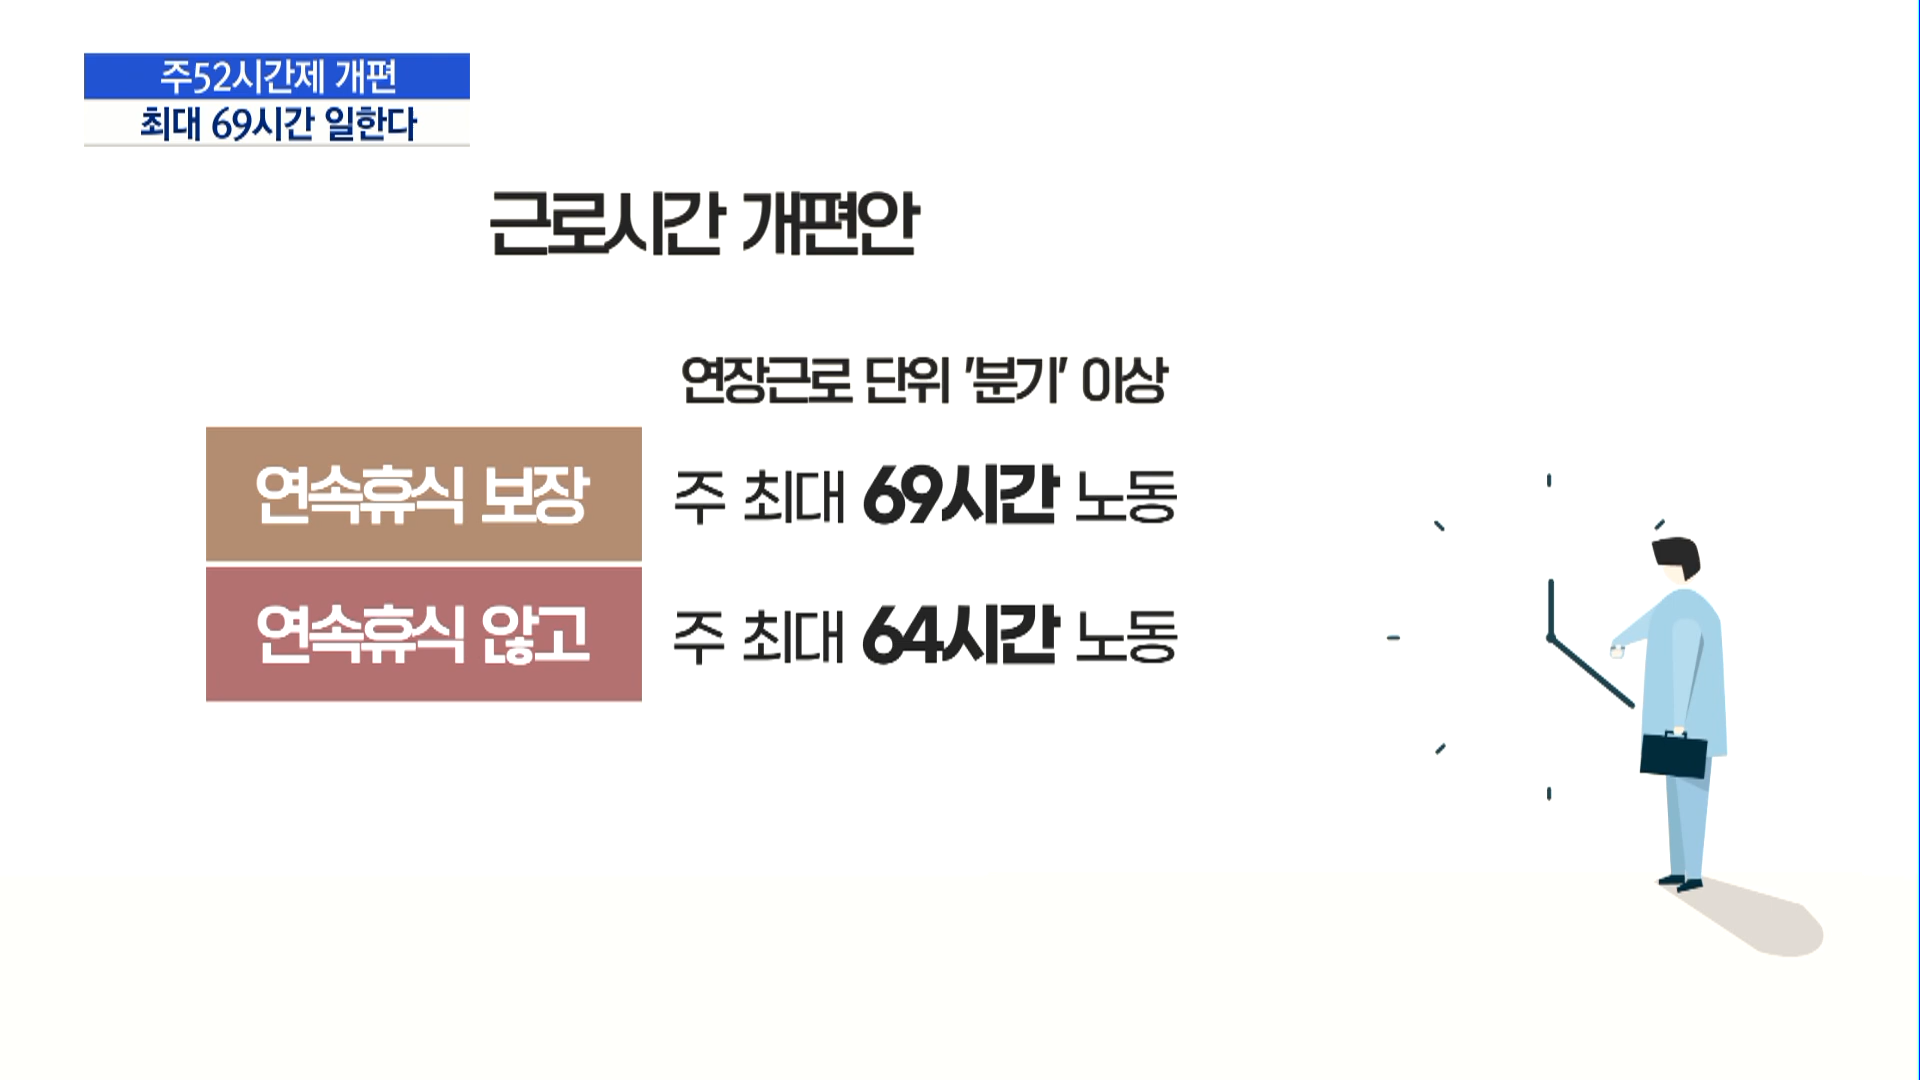 주52시간제 개편
최대 69시간 일한다
근로시간 개편안
연장근로 단위 '분기' 이상
연속휴식 보장 주 최대 69시간 노동
연속휴식 않고 주 최대 64시간 노동